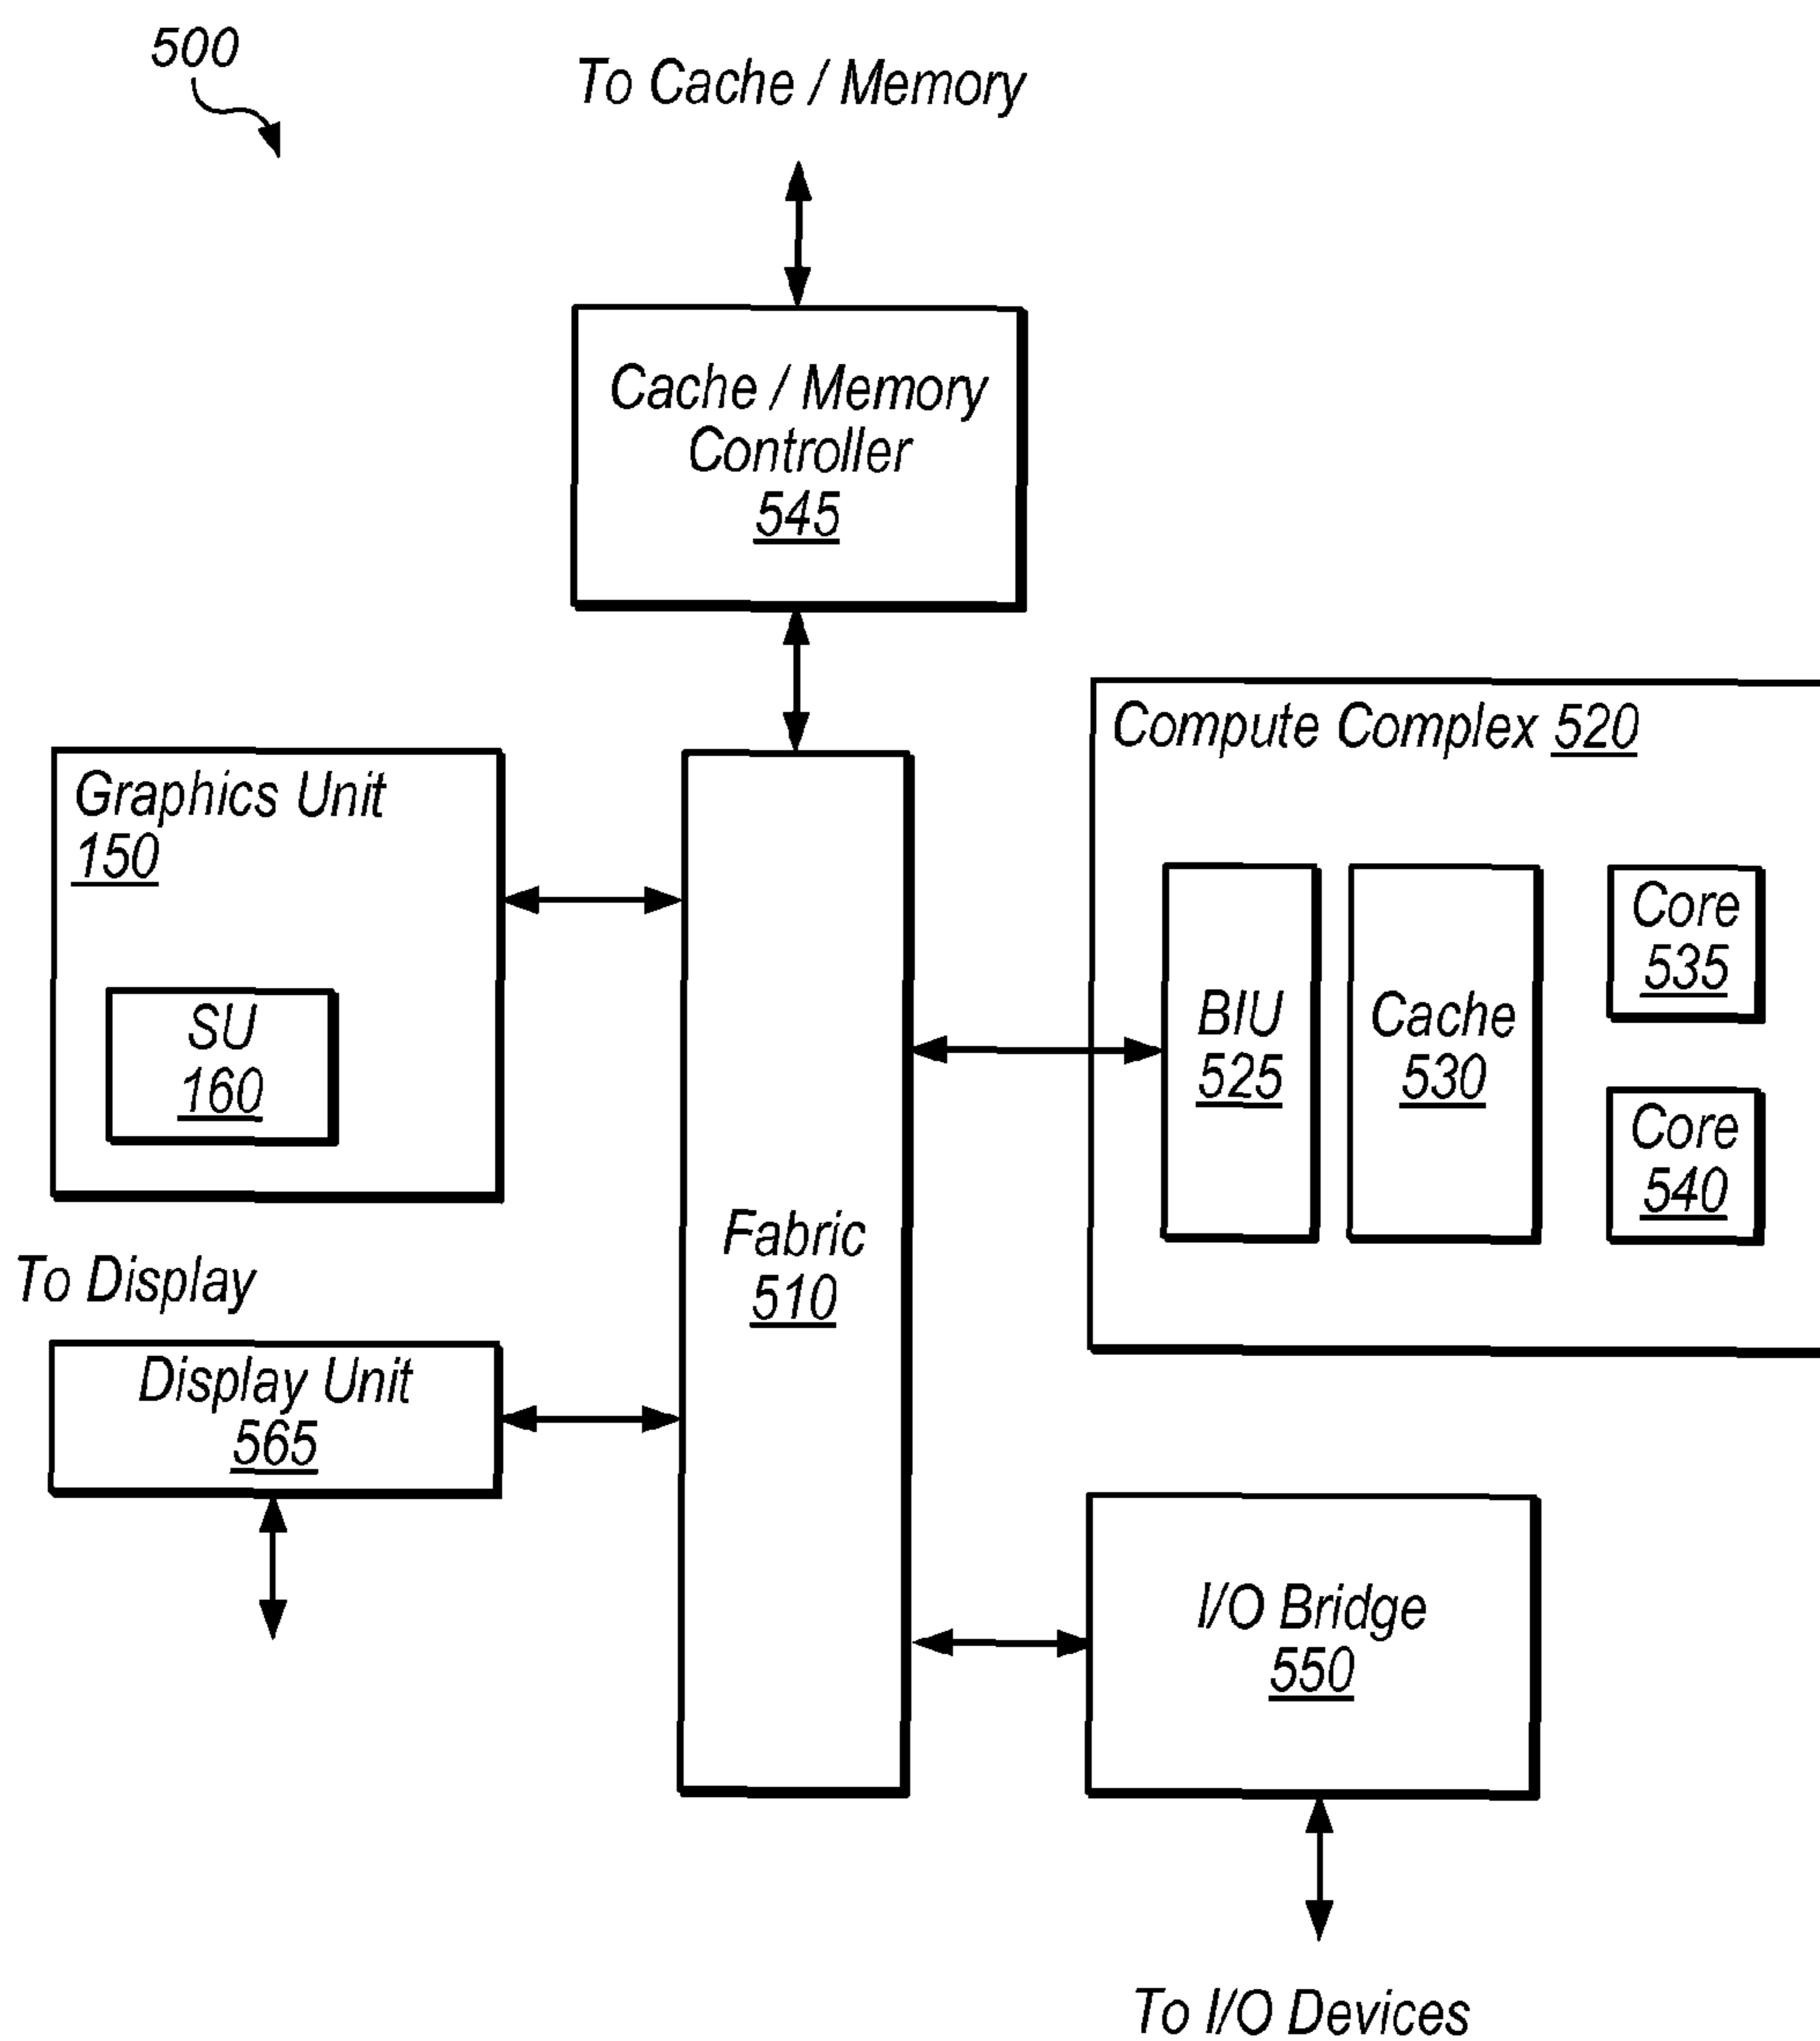 500
To Cache / Memory
Cache / Memory
Controller
545
Compute Complex 520
Graphics Unit
150
Core
535
SU
160
BIU
525
Cache
530
Core
540
Fabric
510
To Display
Display Unit
565
I/O Bridge
550
To I/O Devices